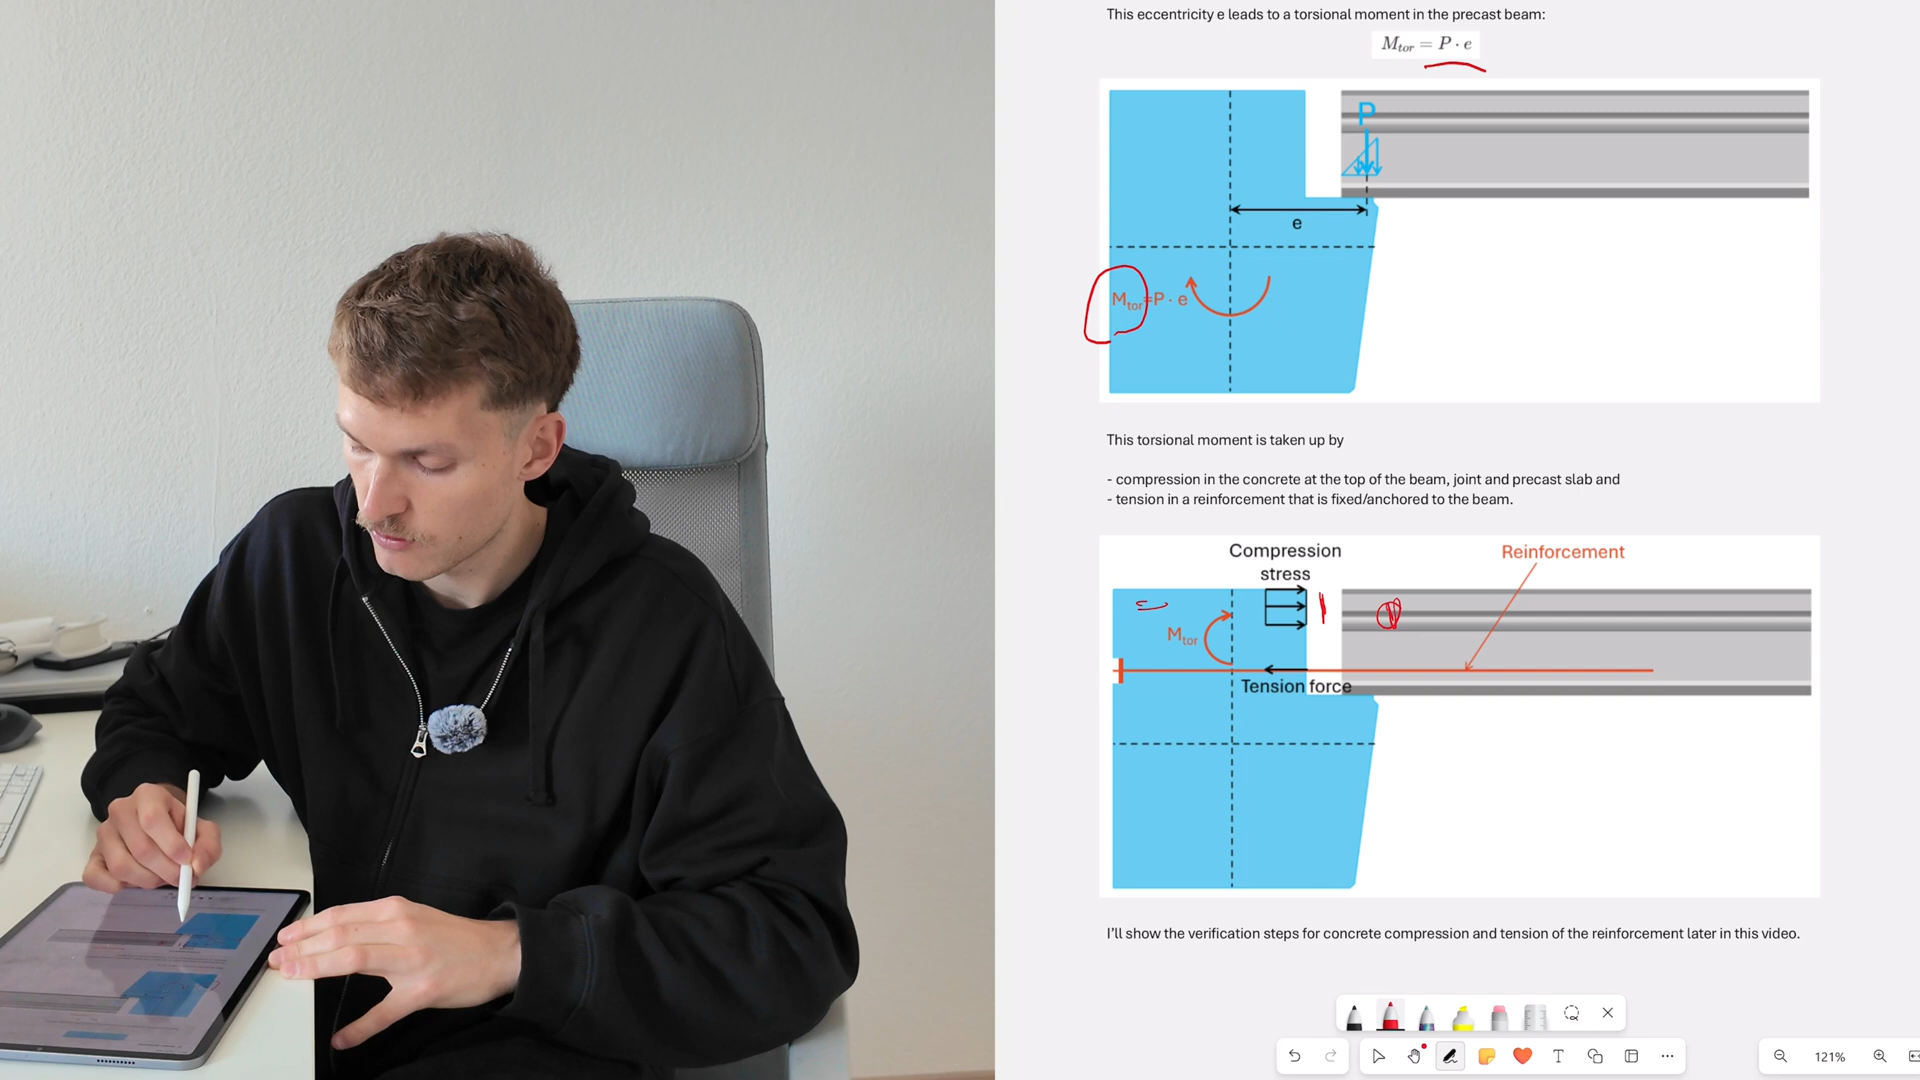 This eccentricity e leads to a torsional moment in the precast beam:
M_tor = P · e
P
e
M_tor=P · e
This torsional moment is taken up by
- compression in the concrete at the top of the beam, joint and precast slab and
- tension in a reinforcement that is fixed/anchored to the beam.
Compression
stress
Reinforcement
M_tor
Tension force
I'll show the verification steps for concrete compression and tension of the reinforcement later in this video.
T
121%